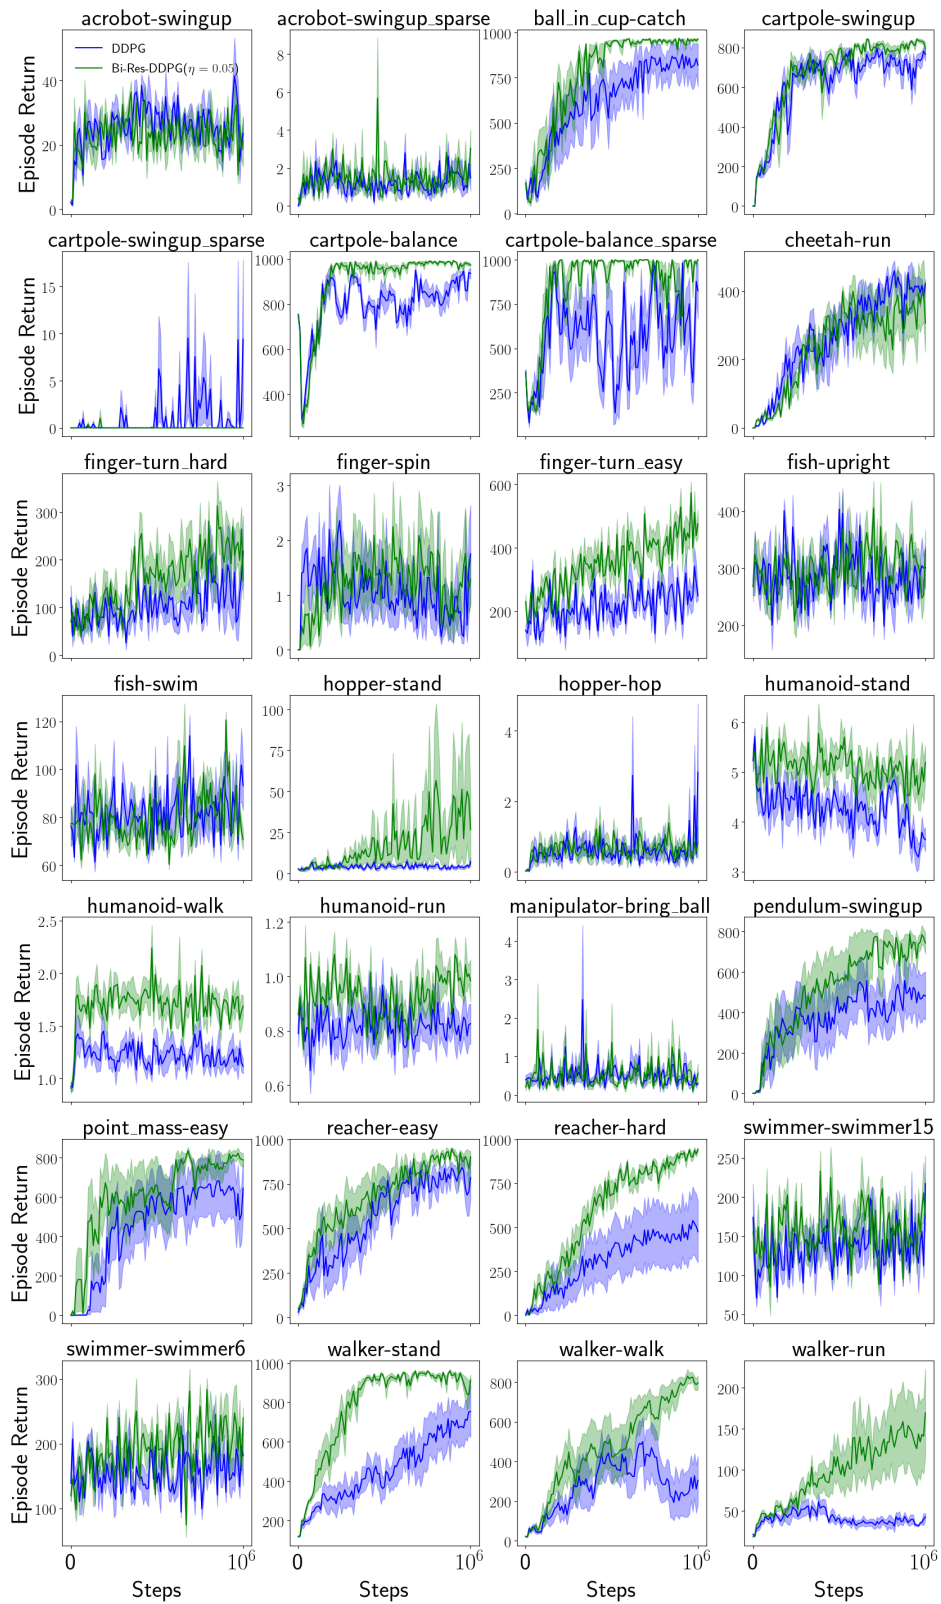 acrobot-swingup acrobot-swingup_sparse ball_in_cup-catch cartpole-swingup
DDPG
Bi-Res-DDPG(η = 0.05)
Episode Return
0 20 40
0 2 4 6 8
0 250 500 750 1000
0 200 400 600 800
cartpole-swingup_sparse cartpole-balance cartpole-balance_sparse cheetah-run
Episode Return
0 5 10 15
400 600 800 1000
250 500 750 1000
0 200 400
finger-turn_hard finger-spin finger-turn_easy fish-upright
Episode Return
0 100 200 300
0 1 2 3
200 400 600
200 300 400
fish-swim hopper-stand hopper-hop humanoid-stand
Episode Return
60 80 100 120
0 25 50 75 100
0 2 4
3 4 5 6
humanoid-walk humanoid-run manipulator-bring_ball pendulum-swingup
Episode Return
1.0 1.5 2.0 2.5
0.6 0.8 1.0 1.2
0 1 2 3 4
0 200 400 600 800
point_mass-easy reacher-easy reacher-hard swimmer-swimmer15
Episode Return
0 200 400 600 800
0 250 500 750 1000
0 250 500 750 1000
50 100 150 200 250
swimmer-swimmer6 walker-stand walker-walk walker-run
Episode Return
100 200 300
200 400 600 800 1000
0 200 400 600 800
50 100 150 200
0 10⁶ 0 10⁶ 0 10⁶ 0 10⁶
Steps Steps Steps Steps